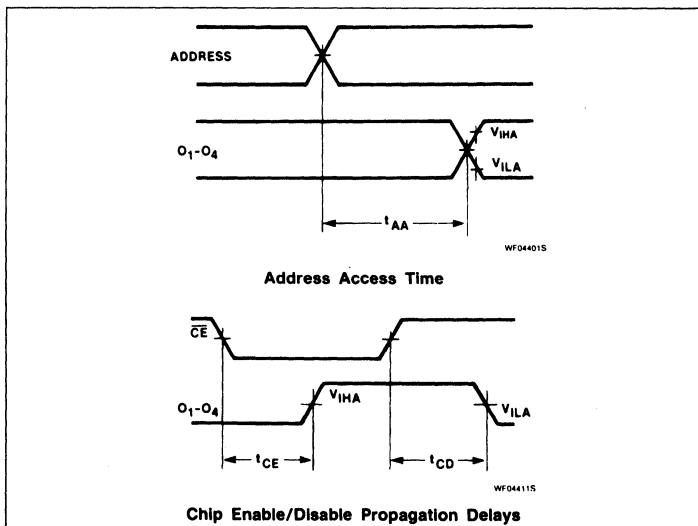 ADDRESS
O1-O4
VIHA
VILA
tAA
WF04401S
Address Access Time
CE
O1-O4
VIHA
VILA
tCE
tCD
WF04411S
Chip Enable/Disable Propagation Delays